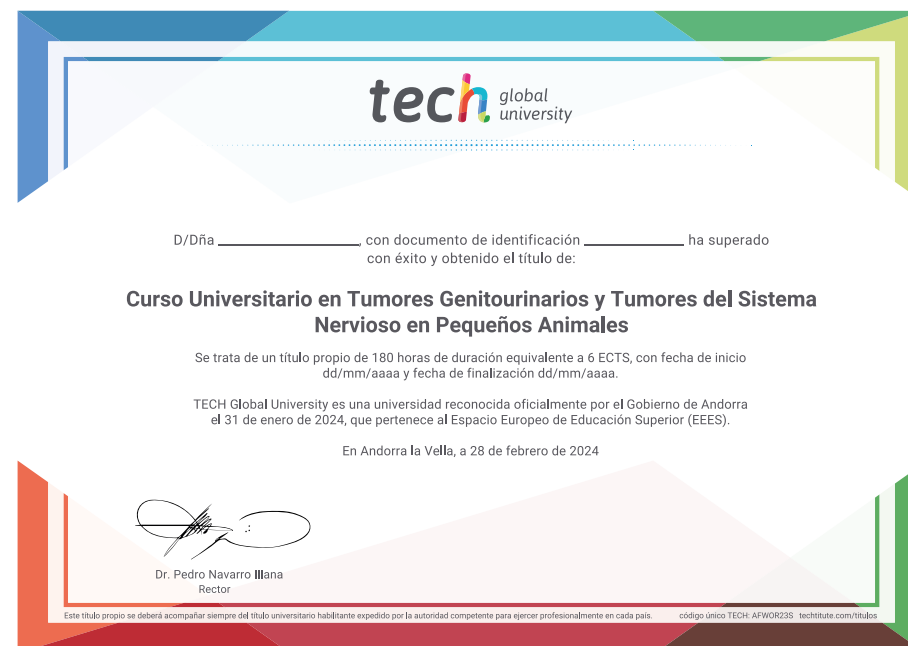 tech global
university
D/Dña ____________________, con documento de identificación ______________ ha superado
con éxito y obtenido el título de:
Curso Universitario en Tumores Genitourinarios y Tumores del Sistema
Nervioso en Pequeños Animales
Se trata de un título propio de 180 horas de duración equivalente a 6 ECTS, con fecha de inicio
dd/mm/aaaa y fecha de finalización dd/mm/aaaa.
TECH Global University es una universidad reconocida oficialmente por el Gobierno de Andorra
el 31 de enero de 2024, que pertenece al Espacio Europeo de Educación Superior (EEES).
En Andorra la Vella, a 28 de febrero de 2024
Dr. Pedro Navarro Illana
Rector
Este título propio se deberá acompañar siempre del título universitario habilitante expedido por la autoridad competente para ejercer profesionalmente en cada país. código único TECH: AFWOR23S techtitute.com/titulos